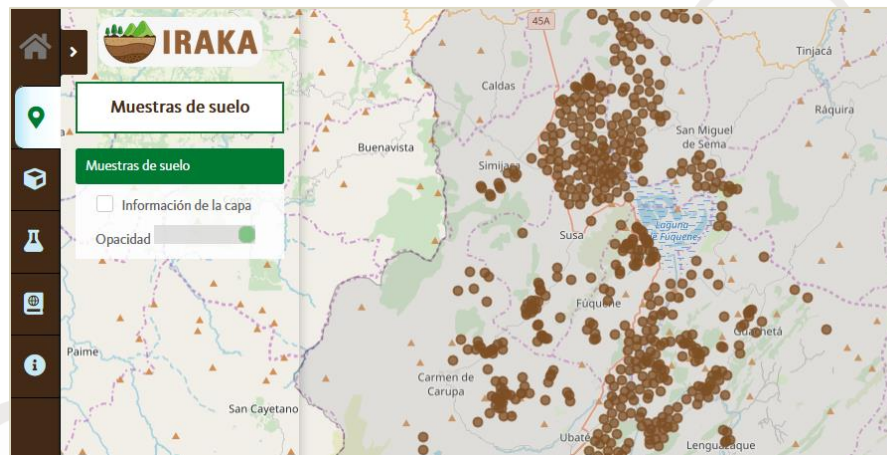 IRAKA
Muestras de suelo
Muestras de suelo
Información de la capa
Opacidad
45A
Tinjacá
Caldas
Ráquira
San Miguel
de Sema
Buenavista
Simijaca
Laguna
de Fúquene
Susa
Fúquene
Guachetá
Paime
Carmen de
Carupa
San Cayetano
Ubaté
Lenguazaque